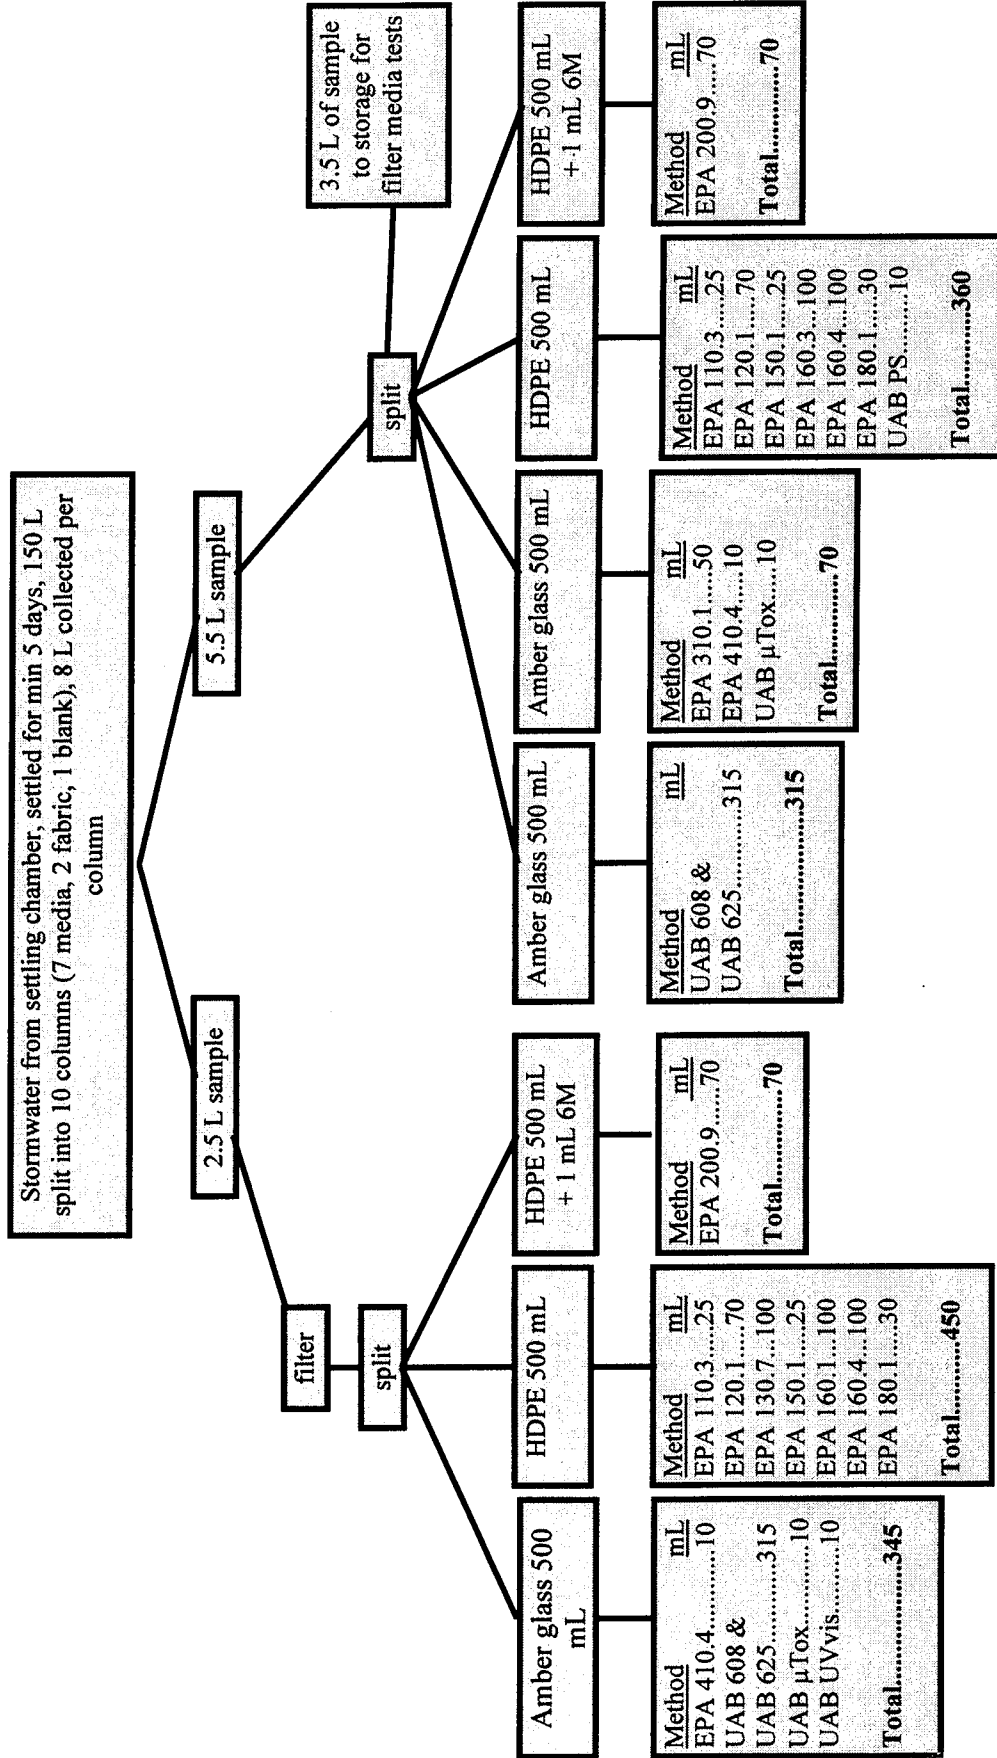 Stormwater from settling chamber, settled for min 5 days, 150 L
split into 10 columns (7 media, 2 fabric, 1 blank), 8 L collected per
column
2.5 L sample
5.5 L sample
filter
split
split
3.5 L of sample
to storage for
filter media tests
Amber glass 500
mL
HDPE 500 mL
HDPE 500 mL
+ 1 mL 6M
Amber glass 500 mL
Amber glass 500 mL
HDPE 500 mL
HDPE 500 mL
+ 1 mL 6M
Method mL
EPA 410.4............10
UAB 608 &
UAB 625............315
UAB µTox..........10
UAB UVvis..........10
Total....................345
Method mL
EPA 110.3......25
EPA 120.1......70
EPA 130.7....100
EPA 150.1......25
EPA 160.1....100
EPA 160.4....100
EPA 180.1......30
Total..............450
Method mL
EPA 200.9......70
Total................70
Method mL
UAB 608 &
UAB 625............315
Total...................315
Method mL
EPA 310.1.....50
EPA 410.4.....10
UAB µTox.....10
Total..............70
Method mL
EPA 110.3.....25
EPA 120.1.....70
EPA 150.1.....25
EPA 160.3...100
EPA 160.4...100
EPA 180.1.....30
UAB PS........10
Total.............360
Method mL
EPA 200.9.....70
Total..............70